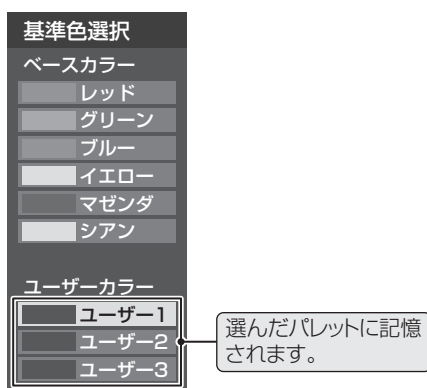 基準色選択
ベースカラー
レッド
グリーン
ブルー
イエロー
マゼンダ
シアン
ユーザーカラー
ユーザー1
ユーザー2
ユーザー3
選んだパレットに記憶
されます。